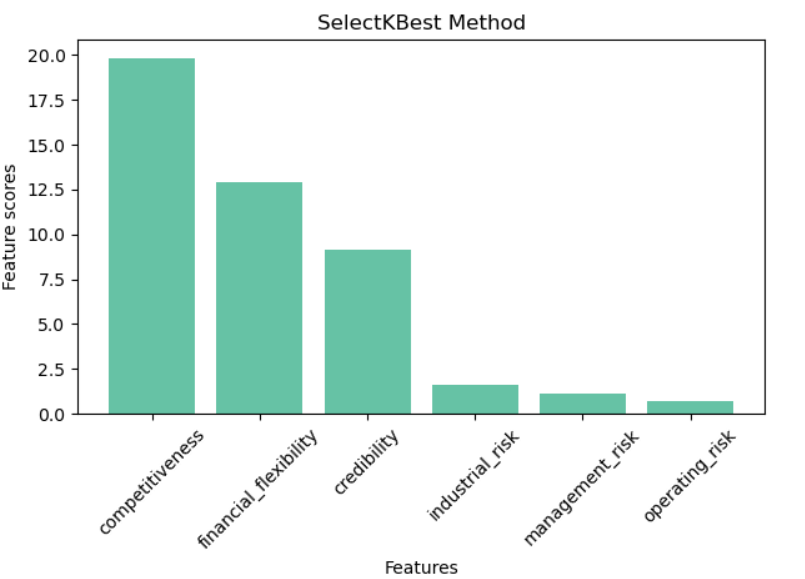 SelectKBest Method
Feature scores
20.0
17.5
15.0
12.5
10.0
7.5
5.0
2.5
0.0
competitiveness
financial_flexibility
credibility
industrial_risk
management_risk
operating_risk
Features